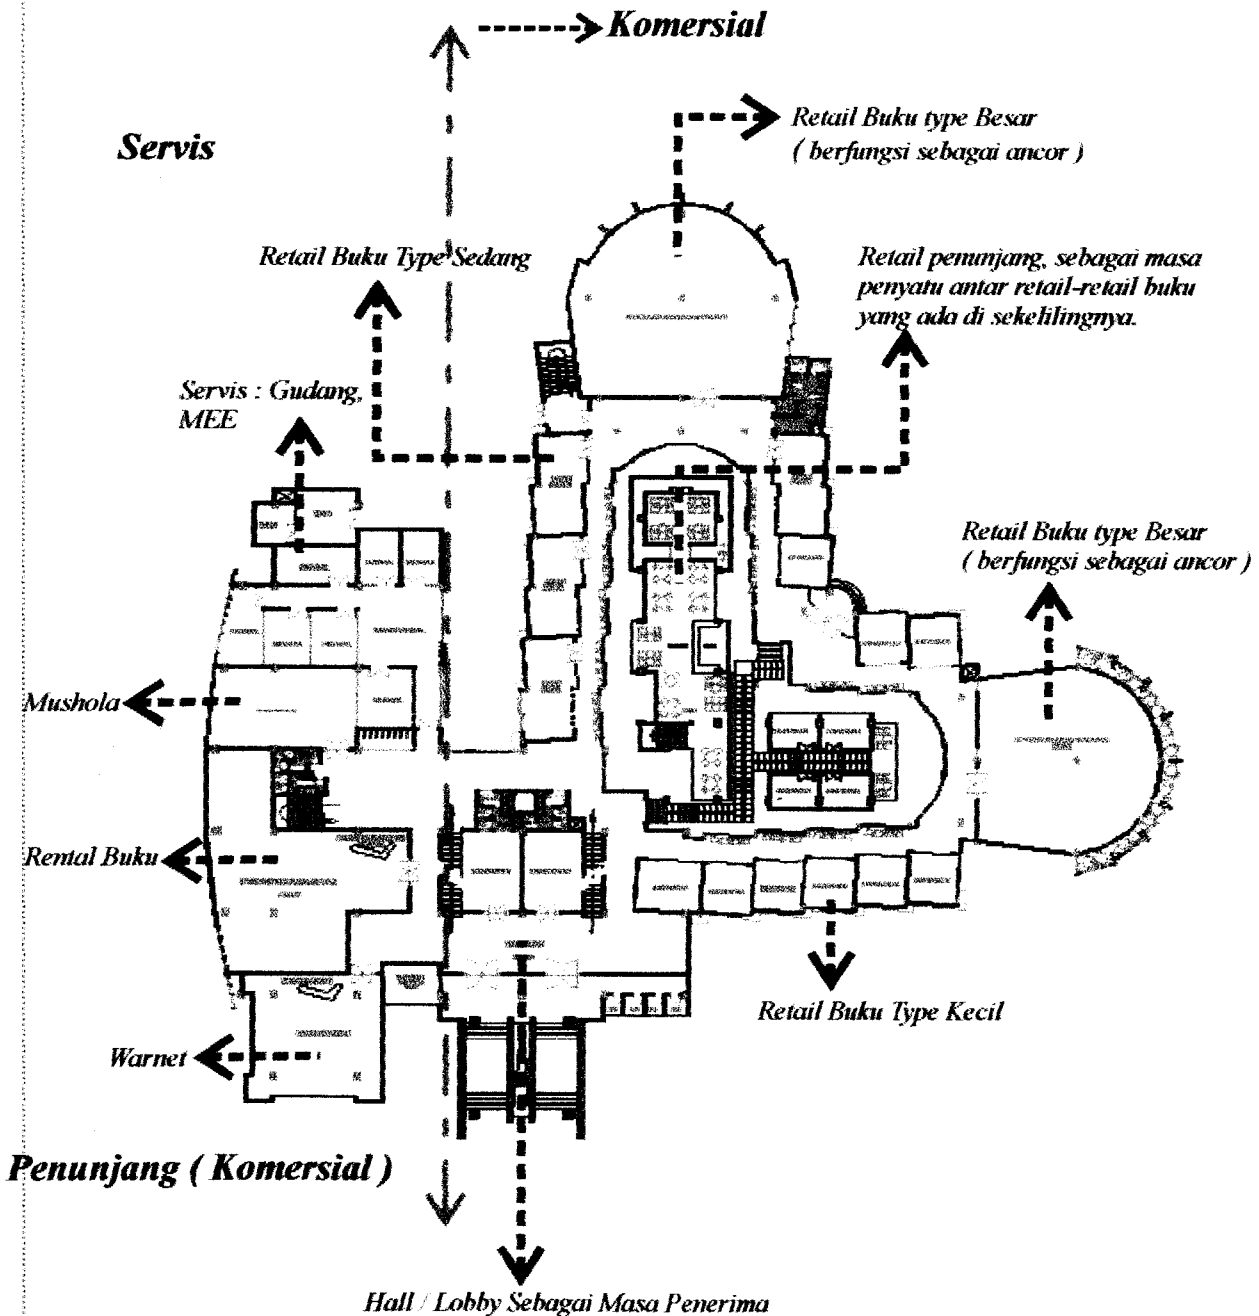 Komersial
Retail Buku type Besar
( berfungsi sebagai ancor )
Servis
Retail Buku Type Sedang
Retail penunjang, sebagai masa
penyatu antar retail-retail buku
yang ada di sekelilingnya.
Servis : Gudang,
MEE
Retail Buku type Besar
( berfungsi sebagai ancor )
Mushola
Rental Buku
Retail Buku Type Kecil
Warnet
Penunjang ( Komersial )
Hall / Lobby Sebagai Masa Penerima